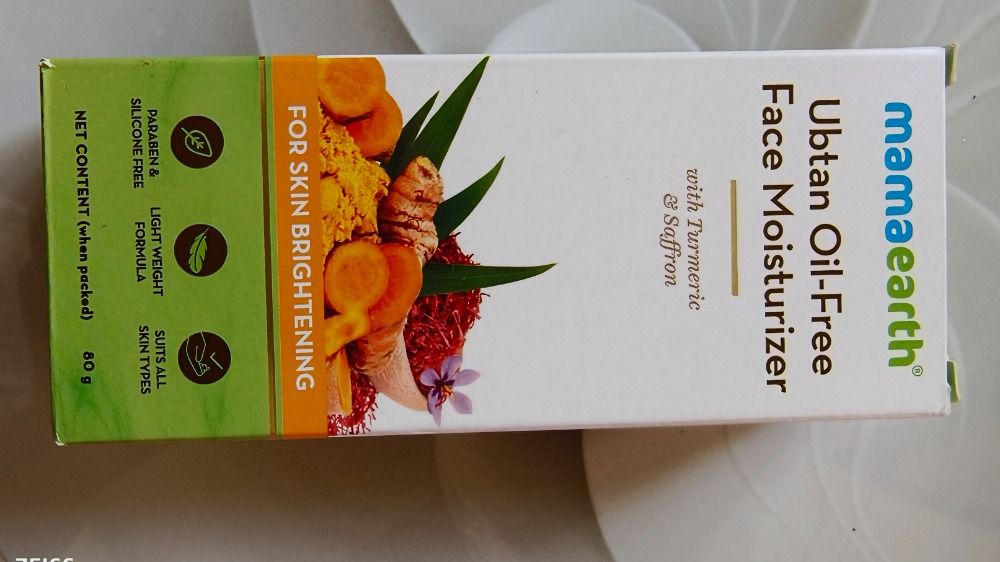 mamaearth®
Ubtan Oil-Free
Face Moisturizer
with Turmeric
& Saffron
FOR SKIN BRIGHTENING
PARABEN &
SILICONE FREE
LIGHT WEIGHT
FORMULA
SUITS ALL
SKIN TYPES
NET CONTENT (when packed) 80 g